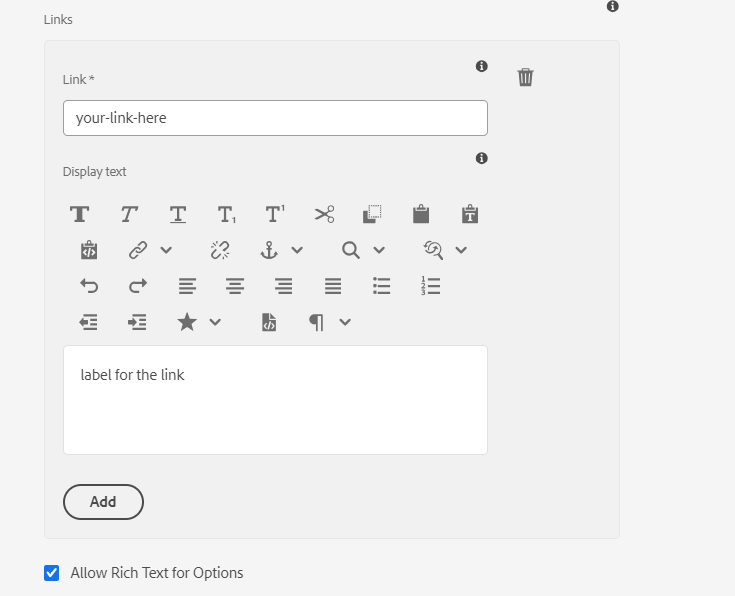 Links
Link *
your-link-here
Display text
label for the link
Add
Allow Rich Text for Options